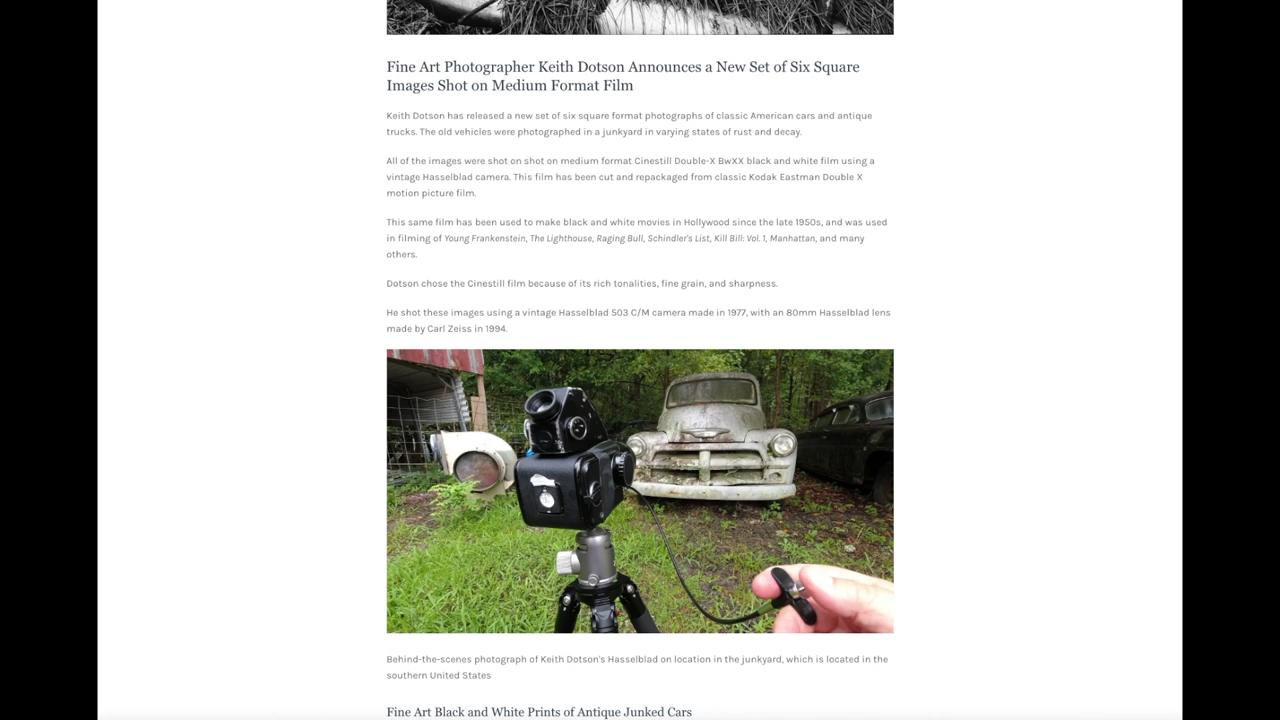 Fine Art Photographer Keith Dotson Announces a New Set of Six Square
Images Shot on Medium Format Film
Keith Dotson has released a new set of six square format photographs of classic American cars and antique
trucks. The old vehicles were photographed in a junkyard in varying states of rust and decay.
All of the images were shot on shot on medium format Cinestill Double-X BwXX black and white film using a
vintage Hasselblad camera. This film has been cut and repackaged from classic Kodak Eastman Double X
motion picture film.
This same film has been used to make black and white movies in Hollywood since the late 1950s, and was used
in filming of Young Frankenstein, The Lighthouse, Raging Bull, Schindler's List, Kill Bill: Vol. 1, Manhattan, and many
others.
Dotson chose the Cinestill film because of its rich tonalities, fine grain, and sharpness.
He shot these images using a vintage Hasselblad 503 C/M camera made in 1977, with an 80mm Hasselblad lens
made by Carl Zeiss in 1994.
Behind-the-scenes photograph of Keith Dotson's Hasselblad on location in the junkyard, which is located in the
southern United States
Fine Art Black and White Prints of Antique Junked Cars